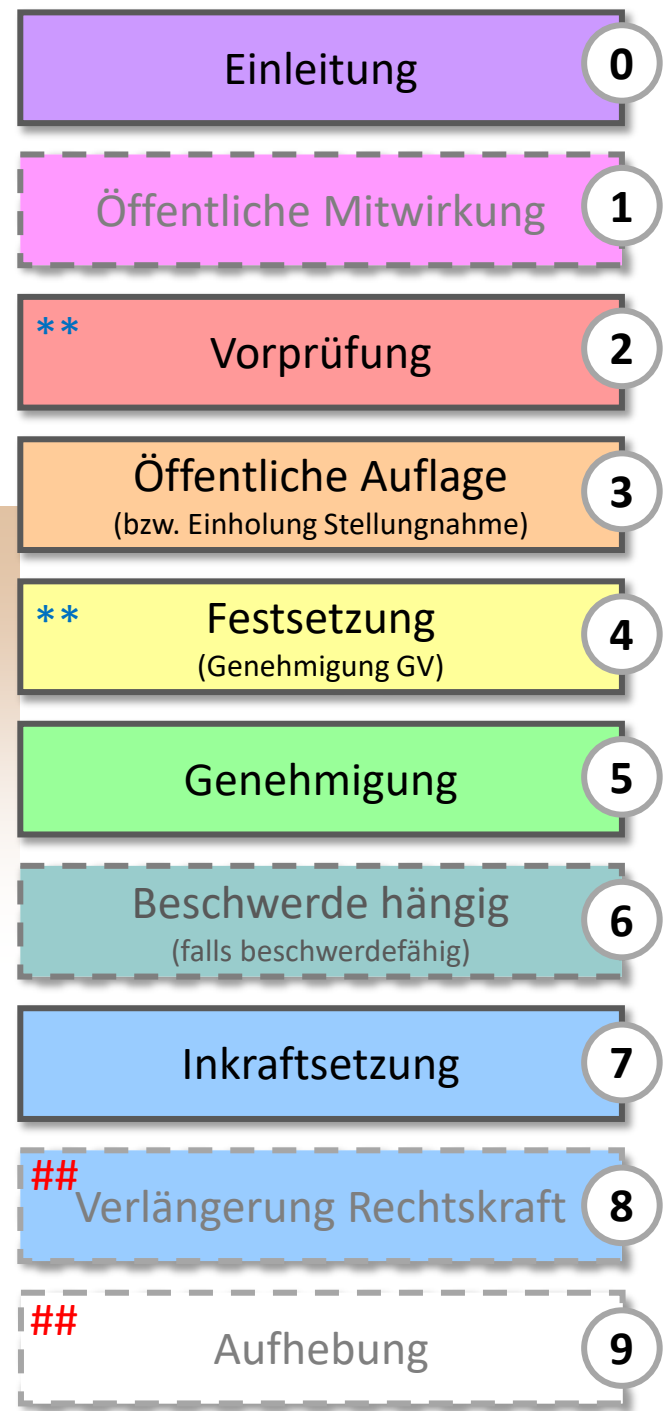 Einleitung 0
Öffentliche Mitwirkung 1
** Vorprüfung 2
Öffentliche Auflage 3
(bzw. Einholung Stellungnahme)
** Festsetzung 4
(Genehmigung GV)
Genehmigung 5
Beschwerde hängig 6
(falls beschwerdefähig)
Inkraftsetzung 7
## Verlängerung Rechtskraft 8
## Aufhebung 9